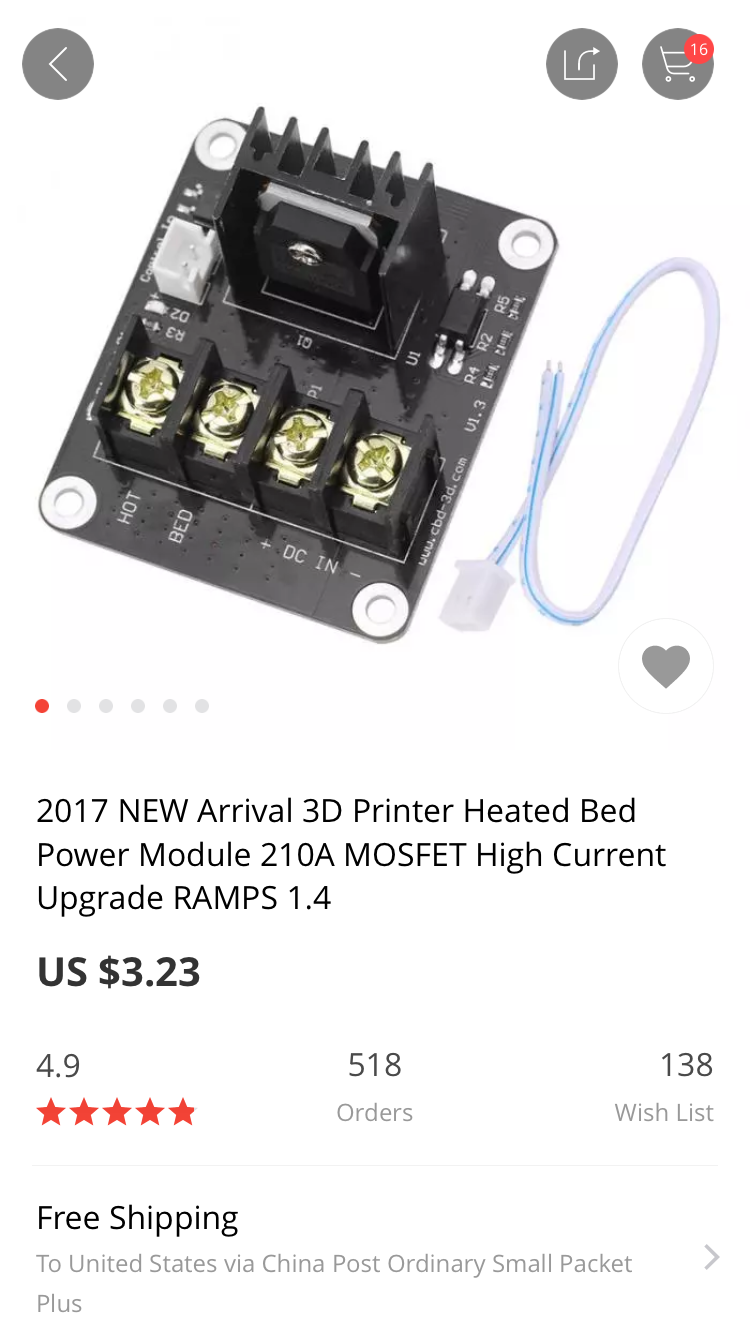 16
Control In
D2
R3
Q1
U1
R5
R2
R4
P1
V1.3
www.cbd-3d.com
HOT
BED
+ DC IN -
2017 NEW Arrival 3D Printer Heated Bed
Power Module 210A MOSFET High Current
Upgrade RAMPS 1.4
US $3.23
4.9
518
138
Orders
Wish List
Free Shipping
To United States via China Post Ordinary Small Packet
Plus